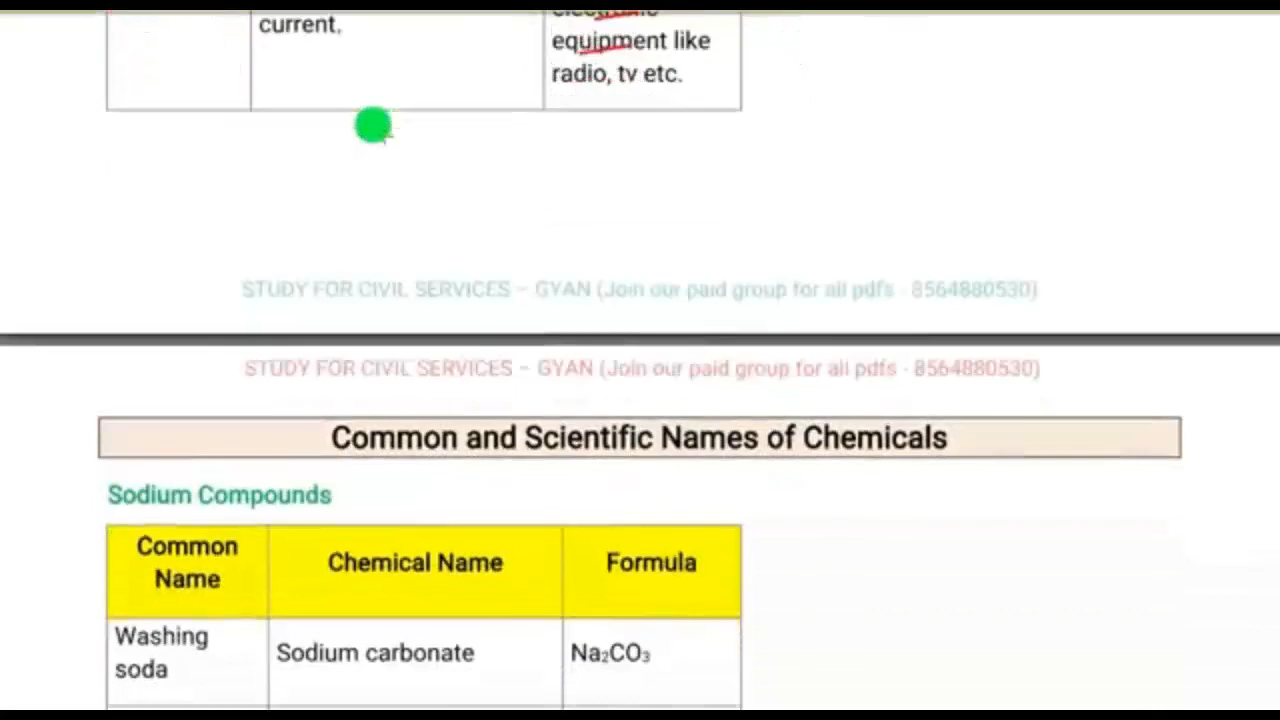 current,
electronic
equipment like
radio, tv etc.
STUDY FOR CIVIL SERVICES – GYAN (Join our paid group for all pdfs - 8564880530)
STUDY FOR CIVIL SERVICES – GYAN (Join our paid group for all pdfs - 8564880530)
Common and Scientific Names of Chemicals
Sodium Compounds
Common
Name
Chemical Name
Formula
Washing
soda
Sodium carbonate
Na₂CO₃